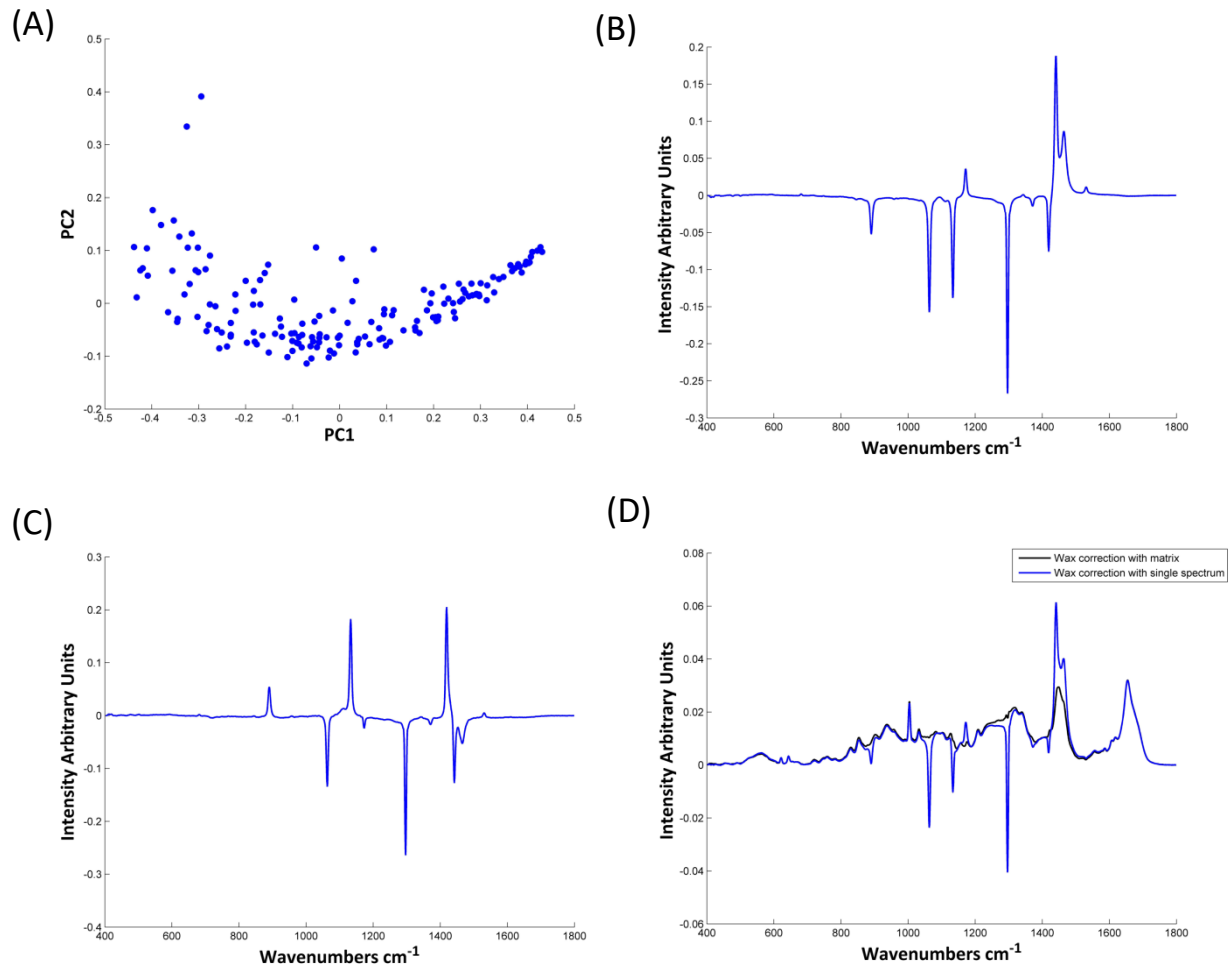 (A)
0.5
0.4
0.3
0.2
0.1
0
-0.1
-0.2
PC2
-0.5 -0.4 -0.3 -0.2 -0.1 0 0.1 0.2 0.3 0.4 0.5
PC1
(B)
0.2
0.15
0.1
0.05
0
-0.05
-0.1
-0.15
-0.2
-0.25
-0.3
Intensity Arbitrary Units
400 600 800 1000 1200 1400 1600 1800
Wavenumbers cm⁻¹
(C)
0.3
0.2
0.1
0
-0.1
-0.2
-0.3
-0.4
Intensity Arbitrary Units
400 600 800 1000 1200 1400 1600 1800
Wavenumbers cm⁻¹
(D)
Wax correction with matrix
Wax correction with single spectrum
0.08
0.06
0.04
0.02
0
-0.02
-0.04
-0.06
Intensity Arbitrary Units
400 600 800 1000 1200 1400 1600 1800
Wavenumbers cm⁻¹